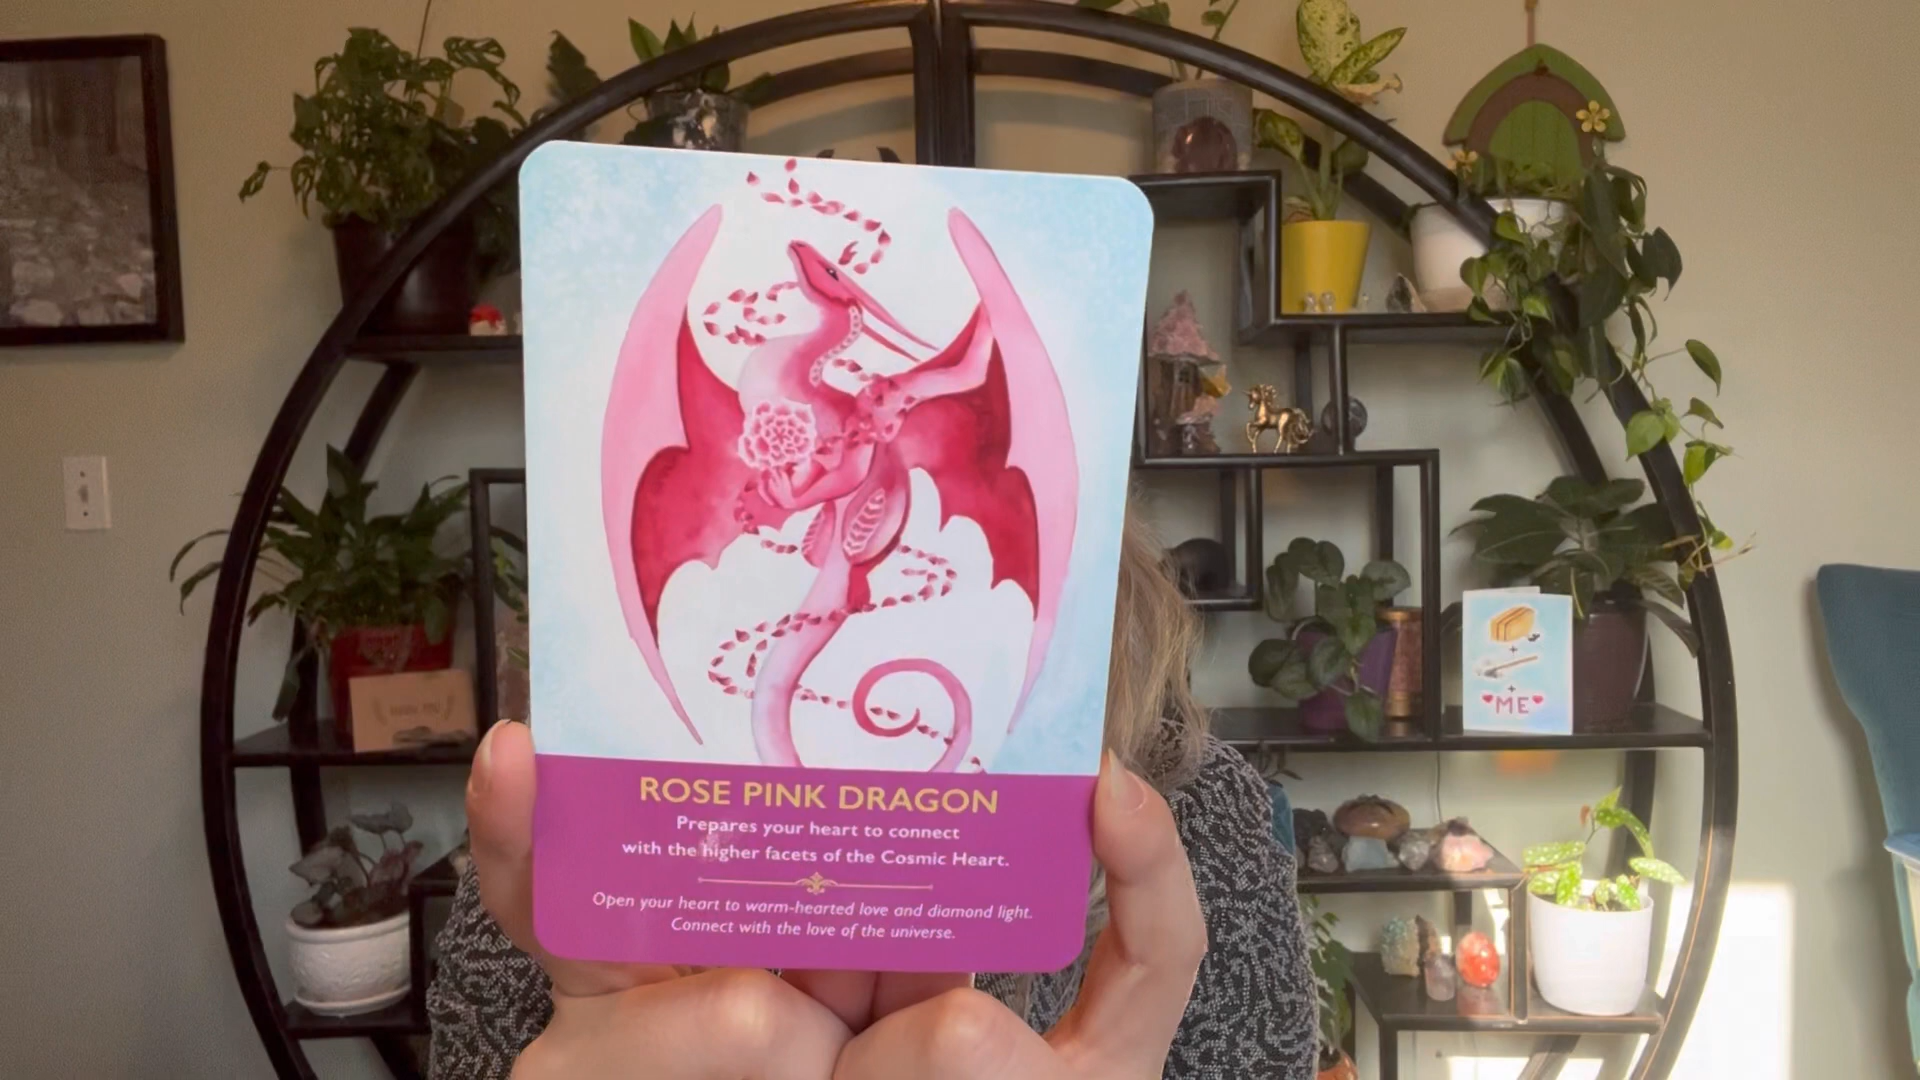 ROSE PINK DRAGON
Prepares your heart to connect
with the higher facets of the Cosmic Heart.
Open your heart to warm-hearted love and diamond light.
Connect with the love of the universe.
+
+
ME